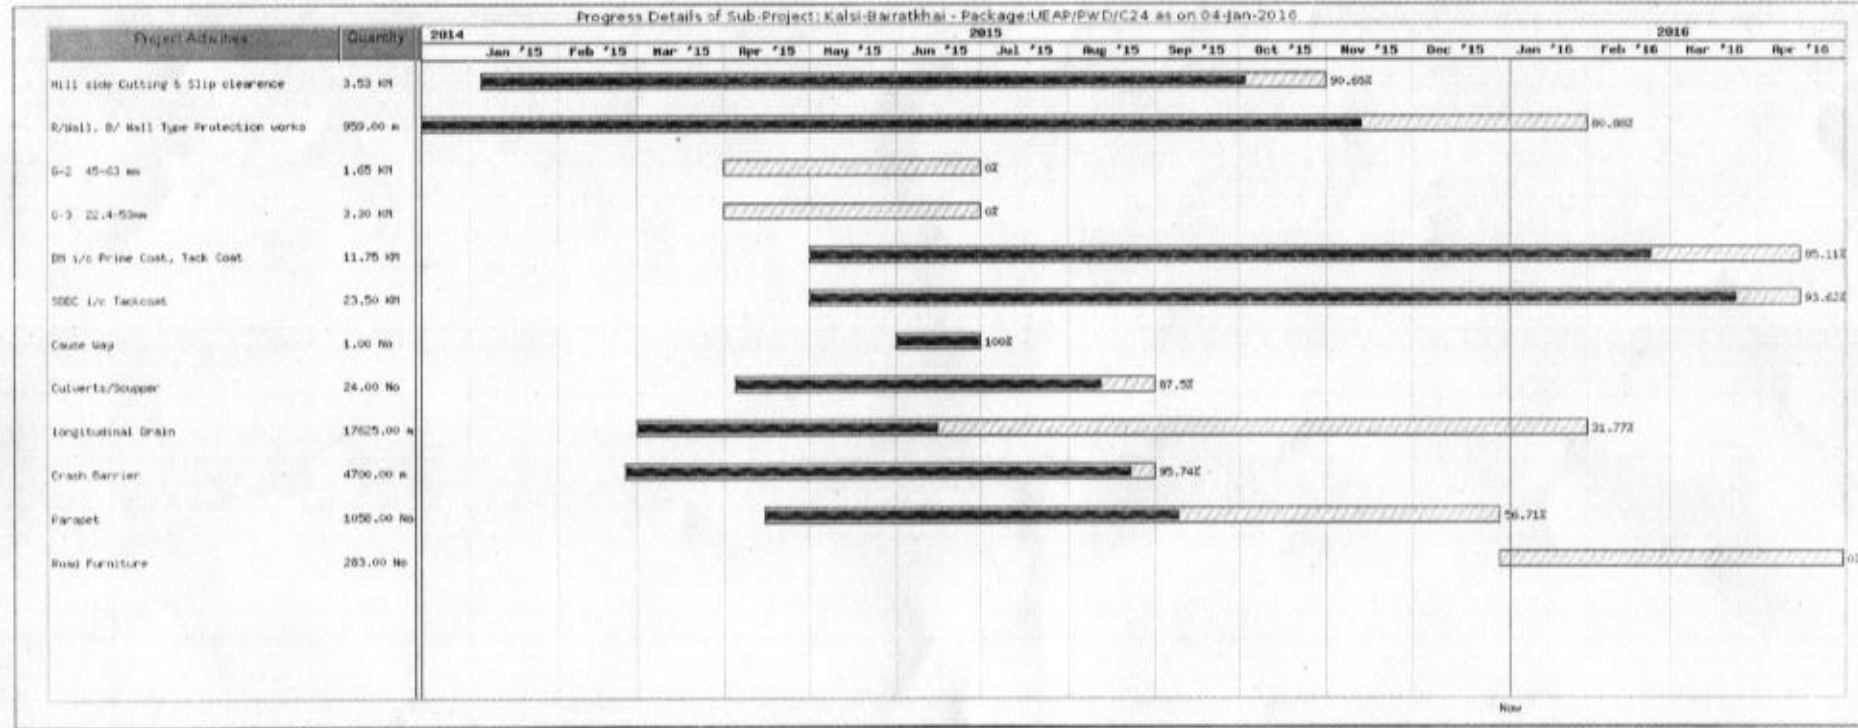 Progress Details of Sub-Project: Kalsi-Bairatkhai - Package:UEAP/PWD/C24 as on 04-Jan-2016
Project Activities Quantity 2014 2015 2016
Jan '15 Feb '15 Mar '15 Apr '15 May '15 Jun '15 Jul '15 Aug '15 Sep '15 Oct '15 Nov '15 Dec '15 Jan '16 Feb '16 Mar '16 Apr '16
Hill side Cutting & Slip clearence 3.53 KM 90.65%
R/Wall, B/ Wall Type Protection works 959.00 m 80.88%
G-2 45-63 mm 1.65 KM 0%
G-3 22.4-53mm 3.30 KM 0%
BM i/c Prime Coat, Tack Coat 11.75 KM 85.11%
SDBC i/c Tackcoat 23.50 KM 93.62%
Cause Way 1.00 No 100%
Culverts/Scupper 24.00 No 87.5%
longitudinal Drain 17625.00 m 31.77%
Crash Barrier 4700.00 m 95.74%
Parapet No 56.71%
Road Furniture 283.00 No
Now